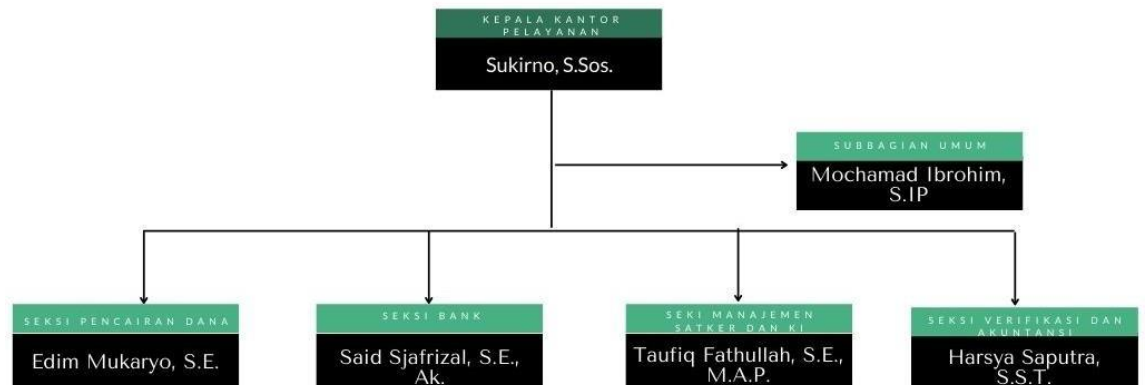 KEPALA KANTOR
PELAYANAN
Sukirno, S.Sos.
SUBBAGIAN UMUM
Mochamad Ibrohim,
S.IP
SEKSI PENCAIRAN DANA
Edim Mukaryo, S.E.
SEKSI BANK
Said Sjafrizal, S.E.,
Ak.
SEKI MANAJEMEN
SATKER DAN KI
Taufiq Fathullah, S.E.,
M.A.P.
SEKSI VERIFIKASI DAN
AKUNTANSI
Harsya Saputra,
S.S.T.